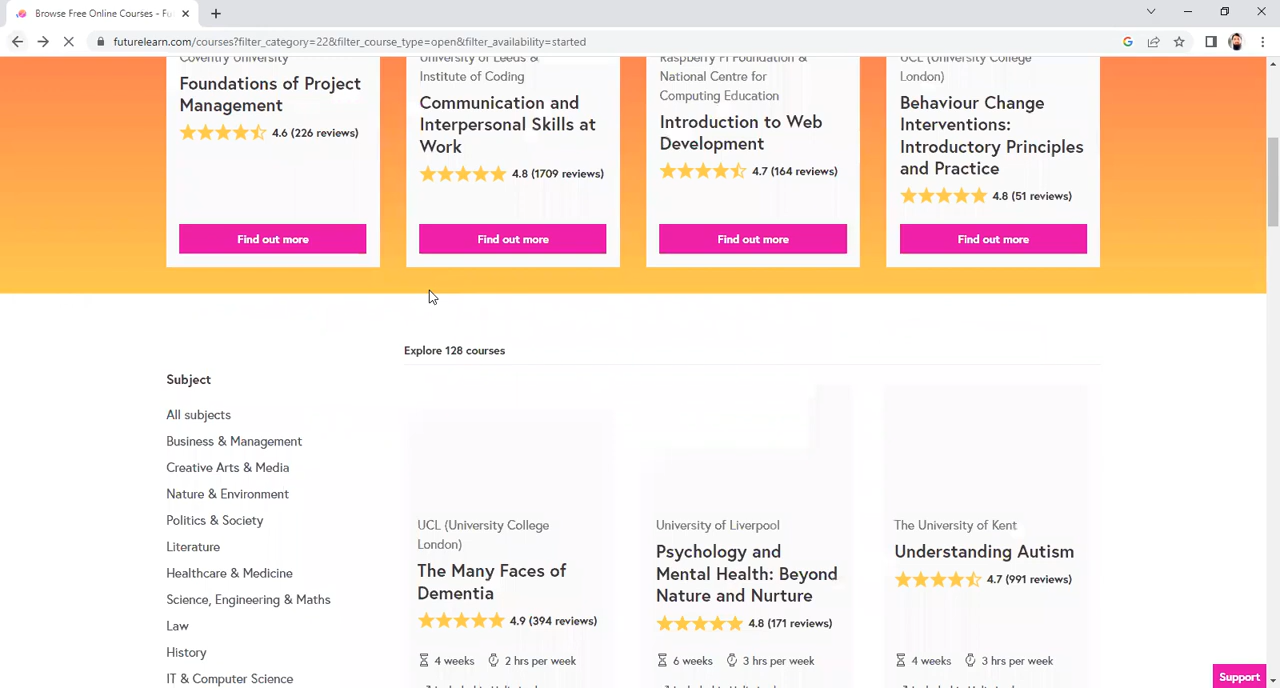 Browse Free Online Courses - Fu
futurelearn.com/courses?filter_category=22&filter_course_type=open&filter_availability=started
Coventry University
Foundations of Project
Management
4.6 (226 reviews)
Find out more
University of Leeds &
Institute of Coding
Communication and
Interpersonal Skills at
Work
4.8 (1709 reviews)
Find out more
Raspberry Pi Foundation &
National Centre for
Computing Education
Introduction to Web
Development
4.7 (164 reviews)
Find out more
UCL (University College
London)
Behaviour Change
Interventions:
Introductory Principles
and Practice
4.8 (51 reviews)
Find out more
Explore 128 courses
Subject
All subjects
Business & Management
Creative Arts & Media
Nature & Environment
Politics & Society
Literature
Healthcare & Medicine
Science, Engineering & Maths
Law
History
IT & Computer Science
UCL (University College
London)
The Many Faces of
Dementia
4.9 (394 reviews)
4 weeks 2 hrs per week
University of Liverpool
Psychology and
Mental Health: Beyond
Nature and Nurture
4.8 (171 reviews)
6 weeks 3 hrs per week
The University of Kent
Understanding Autism
4.7 (991 reviews)
4 weeks 3 hrs per week
Support